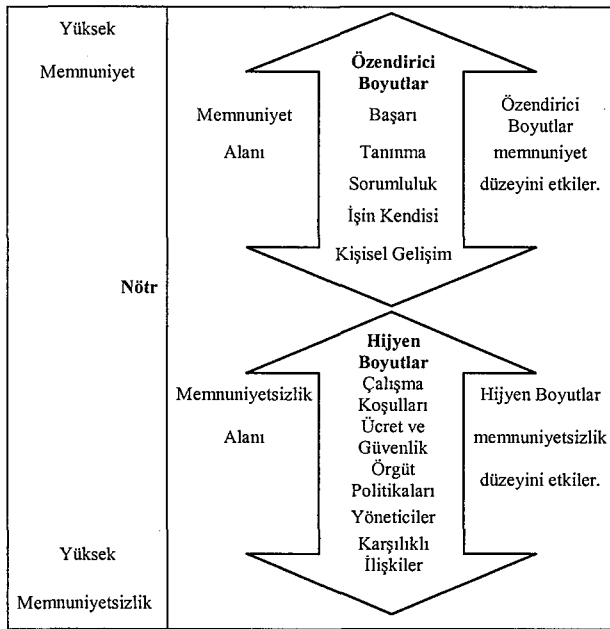 Yüksek
Memnuniyet
Nötr
Yüksek
Memnuniyetsizlik
Memnuniyet
Alanı
Özendirici
Boyutlar
Başarı
Tanınma
Sorumluluk
İşin Kendisi
Kişisel Gelişim
Özendirici
Boyutlar
memnuniyet
düzeyini etkiler.
Memnuniyetsizlik
Alanı
Hijyen
Boyutlar
Çalışma
Koşulları
Ücret ve
Güvenlik
Örgüt
Politikaları
Yöneticiler
Karşılıklı
İlişkiler
Hijyen Boyutlar
memnuniyetsizlik
düzeyini etkiler.